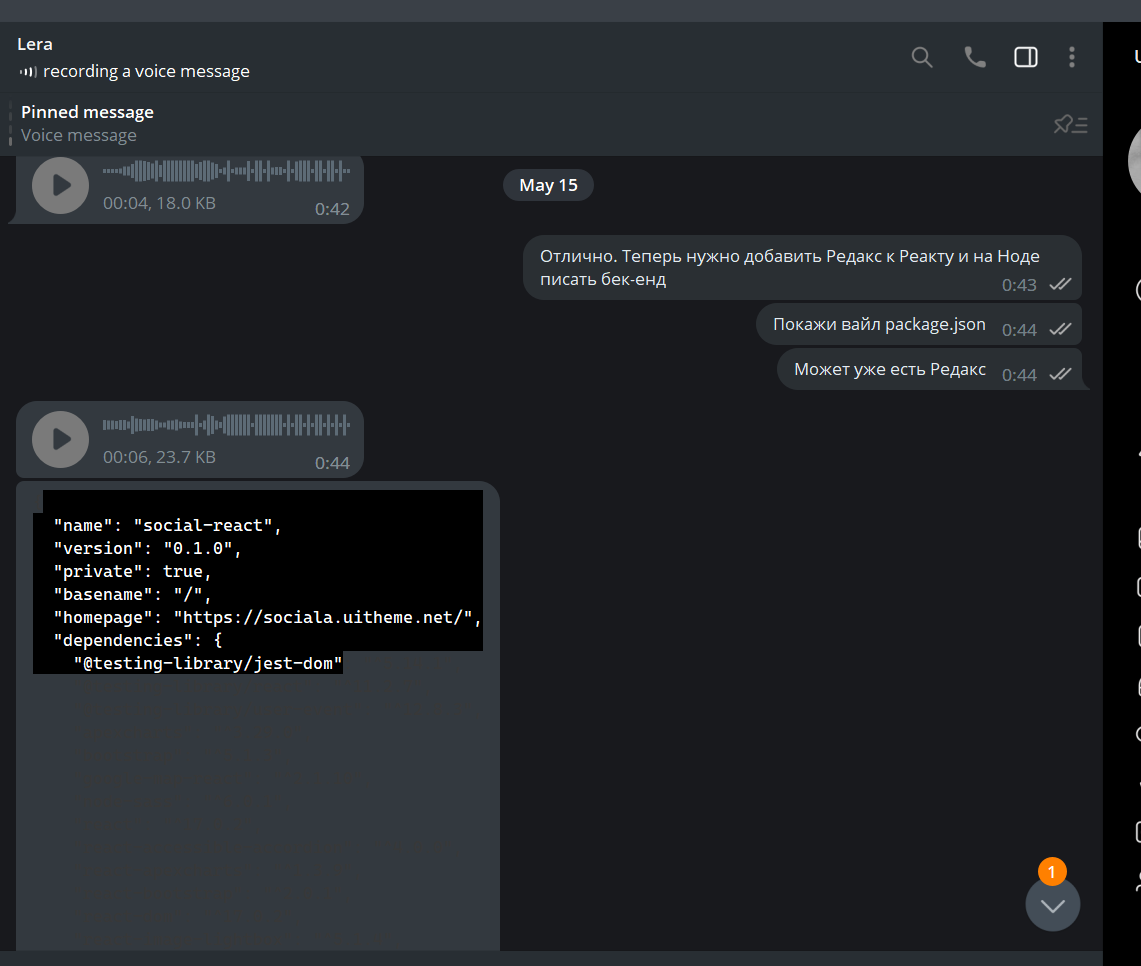 Lera
recording a voice message
Pinned message
Voice message
00:04, 18.0 KB
0:42
May 15
Отлично. Теперь нужно добавить Редакс к Реакту и на Ноде
писать бек-енд
0:43
Покажи вайл package.json
0:44
Может уже есть Редакс
0:44
00:06, 23.7 KB
0:44
"name": "social-react",
"version": "0.1.0",
"private": true,
"basename": "/",
"homepage": "https://sociala.uitheme.net/",
"dependencies": {
"@testing-library/jest-dom"
1